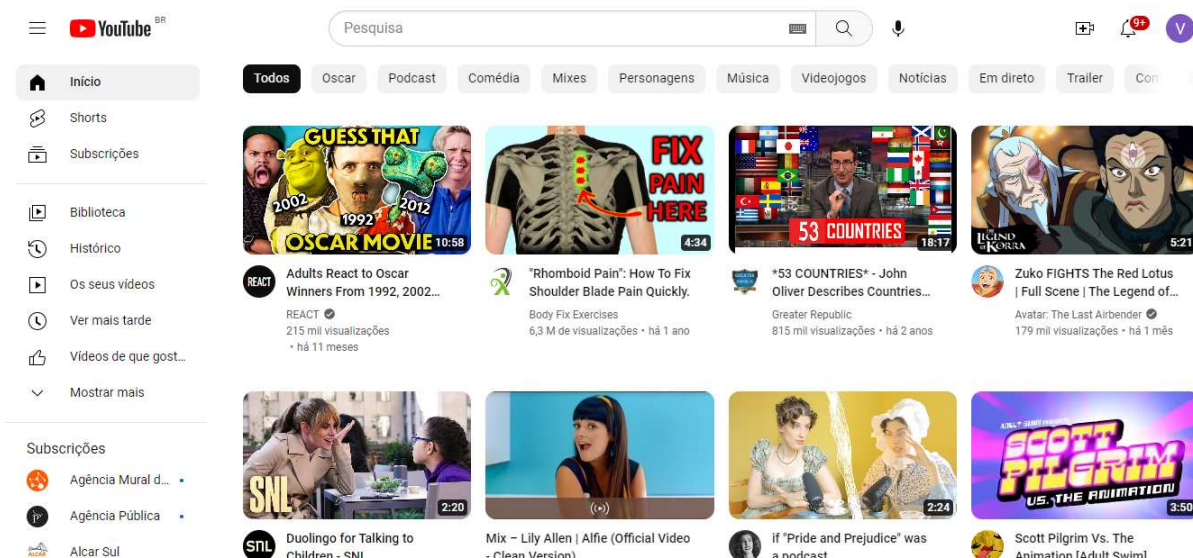 YouTube BR
Pesquisa
9+
V
Início
Shorts
Subscrições
Biblioteca
Histórico
Os seus vídeos
Ver mais tarde
Vídeos de que gost...
Mostrar mais
Subscrições
Agência Mural d...
Agência Pública
Alcar Sul
Todos
Oscar
Podcast
Comédia
Mixes
Personagens
Música
Videojogos
Notícias
Em direto
Trailer
GUESS THAT
2002
1992
2012
OSCAR MOVIE
10:58
REACT
Adults React to Oscar
Winners From 1992, 2002...
REACT
215 mil visualizações
• há 11 meses
FIX
PAIN
HERE
4:34
"Rhomboid Pain": How To Fix
Shoulder Blade Pain Quickly.
Body Fix Exercises
6,3 M de visualizações • há 1 ano
53 COUNTRIES
18:17
*53 COUNTRIES* - John
Oliver Describes Countries...
Greater Republic
815 mil visualizações • há 2 anos
THE
LEGEND
OF KORRA
5:21
Zuko FIGHTS The Red Lotus
| Full Scene | The Legend of...
Avatar: The Last Airbender
179 mil visualizações • há 1 mês
SNL
2:20
SNL
Duolingo for Talking to
Children - SNL
Mix – Lily Allen | Alfie (Official Video
- Clean Version)
2:24
if "Pride and Prejudice" was
a podcast
SCOTT
PILGRIM
VS. THE ANIMATION
3:50
Scott Pilgrim Vs. The
Animation [Adult Swim]